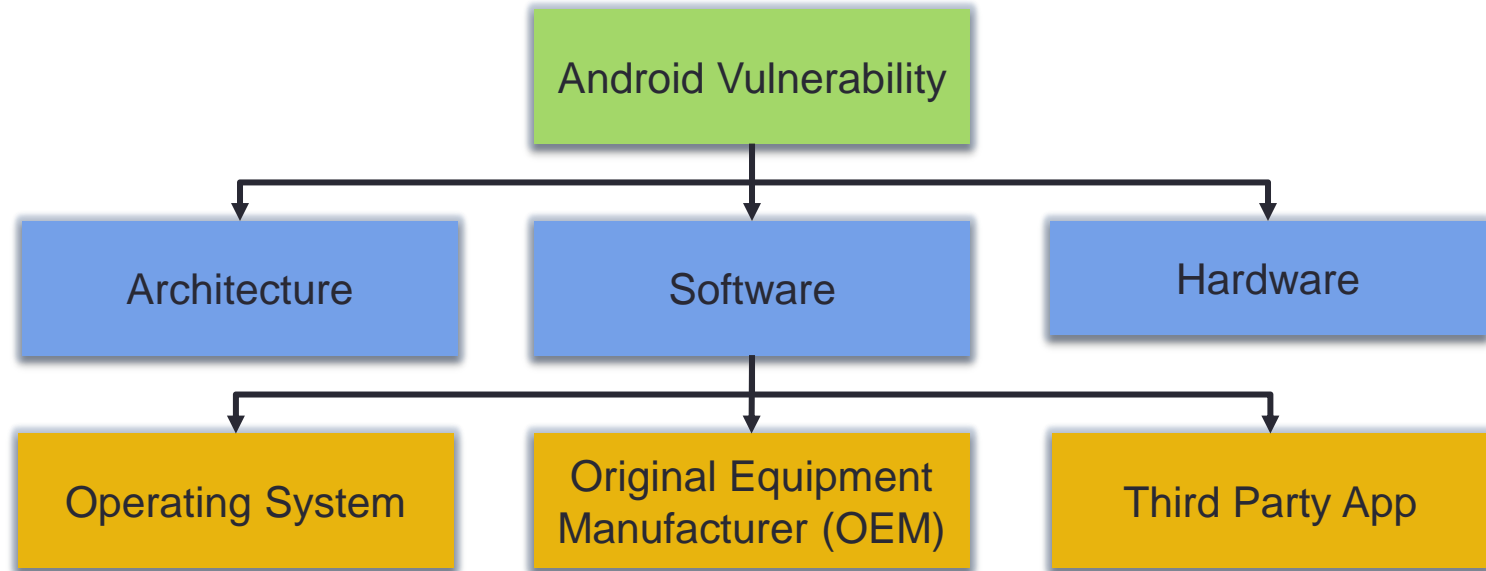 Android Vulnerability
Architecture
Software
Hardware
Operating System
Original Equipment
Manufacturer (OEM)
Third Party App